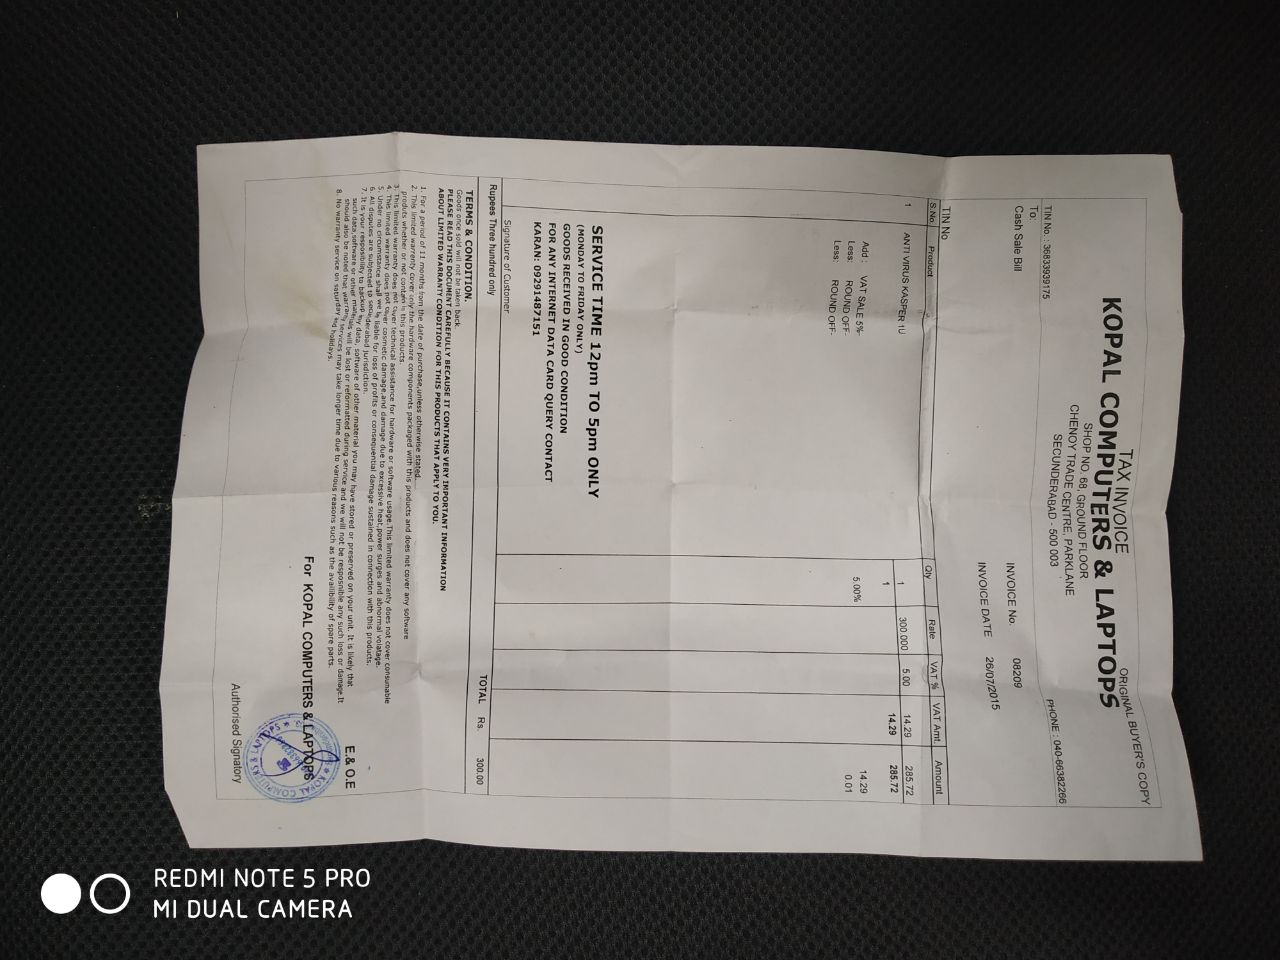 TAX INVOICE
ORIGINAL BUYER'S COPY
KOPAL COMPUTERS & LAPTOPS
SHOP NO. 68, GROUND FLOOR
CHENOY TRADE CENTRE, PARKLANE
SECUNDERABAD - 500 003
TIN No. : 36833939175
PHONE : 040-66382266
To:
Cash Sale Bill
INVOICE No. 08209
INVOICE DATE 26/07/2015
TIN No
S.No. Product Qty Rate VAT % VAT Amt. Amount
1 ANTI VIRUS KASPER 1U 1 300.000 5.00 14.29 285.72
1 14.29 285.72
Add : VAT SALE 5%- 5.00% 14.29
Less: ROUND OFF- 0.01
Less: ROUND OFF-
SERVICE TIME 12pm TO 5pm ONLY
(MONDAY TO FRIDAY ONLY)
GOODS RECEIVED IN GOOD CONDITION
FOR ANY INTERNET DATA CARD QUERY CONTACT
KARAN: 09291487151
Signature of Customer
Rupees Three hundred only TOTAL Rs. 300.00
TERMS & CONDITION.
Goods once sold will not be taken back
PLEASE READ THIS DOCUMENT CAREFULLY BECAUSE IT CONTAINS VERY IMPORTANT INFORMATION
ABOUT LIMITED WARRANTY CONDITION FOR THIS PRODUCTS THAT APPLY TO YOU.
1. For a period of 11 months from the date of purchase,unless otherwise stated
2. This limited warrenty cover only the hardware components packaged with this products and does not cover any software
produts whether or not contain in this products
3. This limited warranty does not cover technical assistance for hardware or software usage.This limited warranty does not cover consumable
4. This limited warranty does not cover cosmetic damage,and damage due to excessive heat,power surges and abnormal volatage.
5. Under no circumstance shall we be liable for loss of profits or consequential damage sustained in connection with this products.
6. All disputes are subjected to secunderabad jurisdiction.
7. It is your resposibility to backup my data, software of other material you may have stored or preserved on your unit. It is likely that
such data,software or other materials will be lost or reformatted during service and we will not be responsible any such loss or damage.It
should also be noted that warranty services may take longer time due to various reasons such as the availibility of spare parts.
8. No warranty service on saturday and holidays.
E.& O.E
For KOPAL COMPUTERS & LAPTOPS
KOPAL COMPUTERS & LAPTOPS
Authorised Signatory
REDMI NOTE 5 PRO
MI DUAL CAMERA